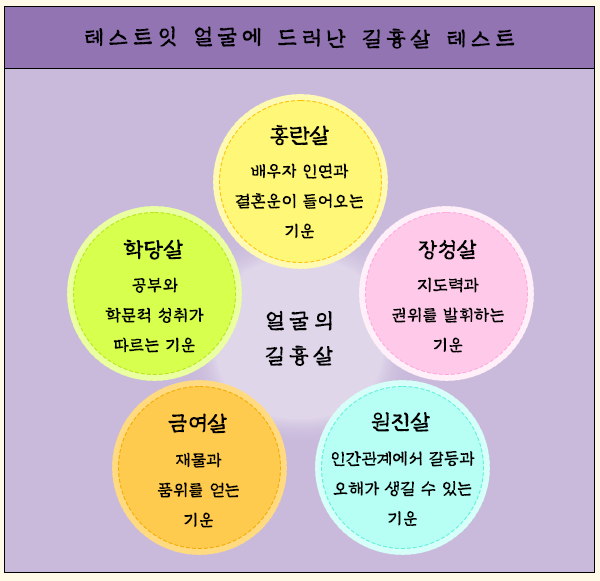 테스트잇 얼굴에 드러난 길흉살 테스트
홍란살
배우자 인연과
결혼운이 들어오는
기운
학당살
공부와
학문적 성취가
따르는 기운
장성살
지도력과
권위를 발휘하는
기운
얼굴의
길흉살
금여살
재물과
품위를 얻는
기운
원진살
인간관계에서 갈등과
오해가 생길 수 있는
기운